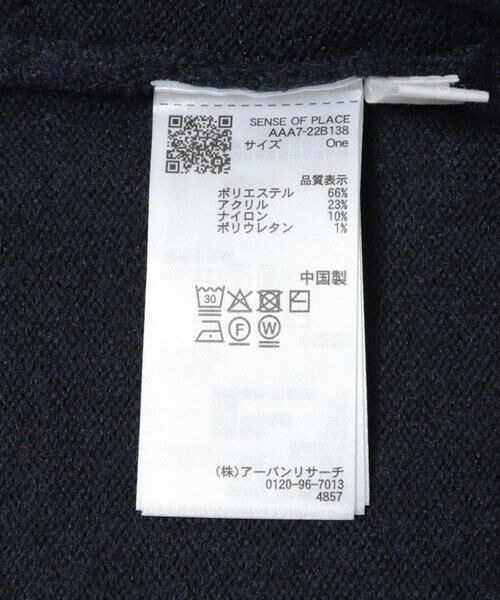 SENSE OF PLACE
AAA7-22B138
サイズ One
品質表示
ポリエステル 66%
アクリル 23%
ナイロン 10%
ポリウレタン 1%
中国製
30
F W
(株)アーバンリサーチ
0120-96-7013
4857